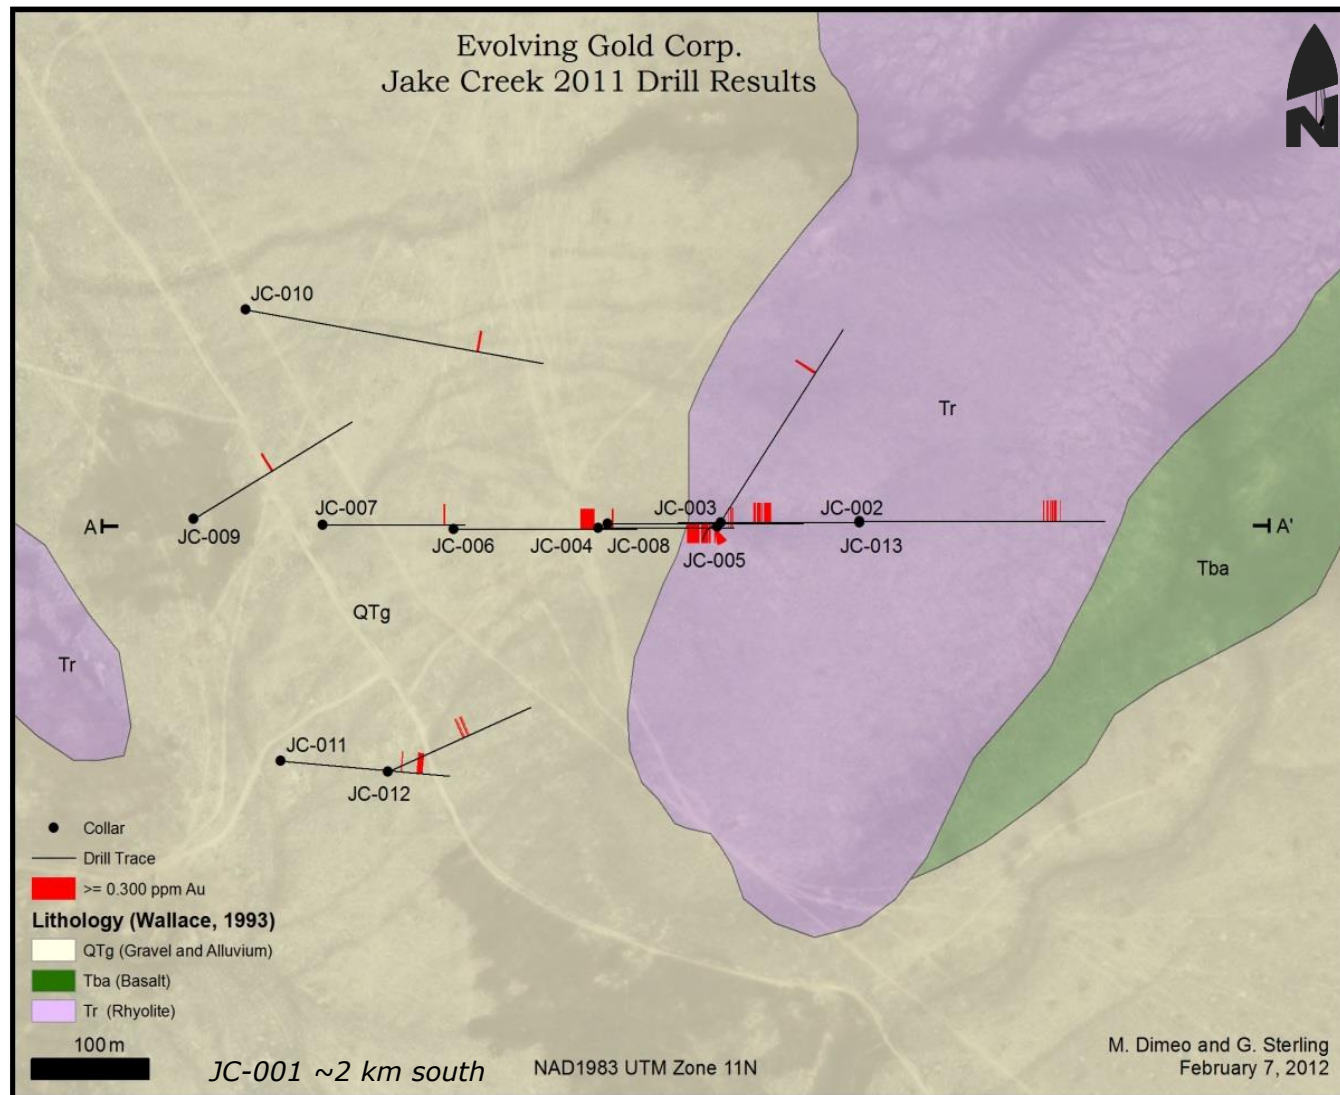 Evolving Gold Corp.
Jake Creek 2011 Drill Results
N
JC-010
Tr
JC-007
JC-003
JC-002
A
A'
JC-009
JC-006
JC-004
JC-008
JC-013
JC-005
Tba
QTg
Tr
JC-011
JC-012
Collar
Drill Trace
>= 0.300 ppm Au
Lithology (Wallace, 1993)
QTg (Gravel and Alluvium)
Tba (Basalt)
Tr (Rhyolite)
100 m
JC-001 ~2 km south
NAD1983 UTM Zone 11N
M. Dimeo and G. Sterling
February 7, 2012